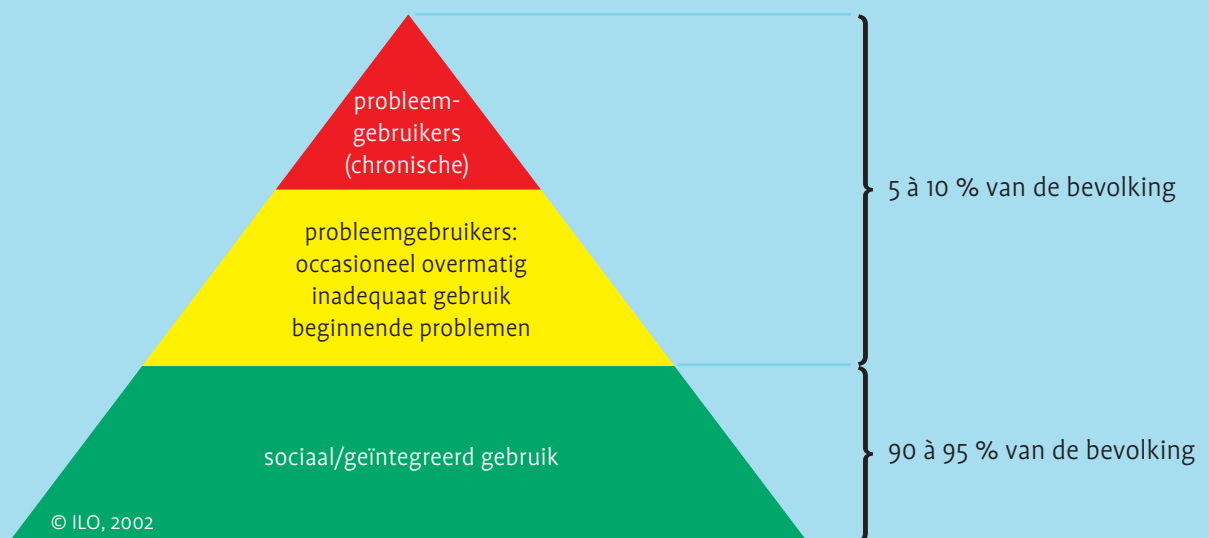 probleem-
gebruikers
(chronische)
5 à 10 % van de bevolking
probleemgebruikers:
occasioneel overmatig
inadequaat gebruik
beginnende problemen
sociaal/geïntegreerd gebruik
90 à 95 % van de bevolking
© ILO, 2002